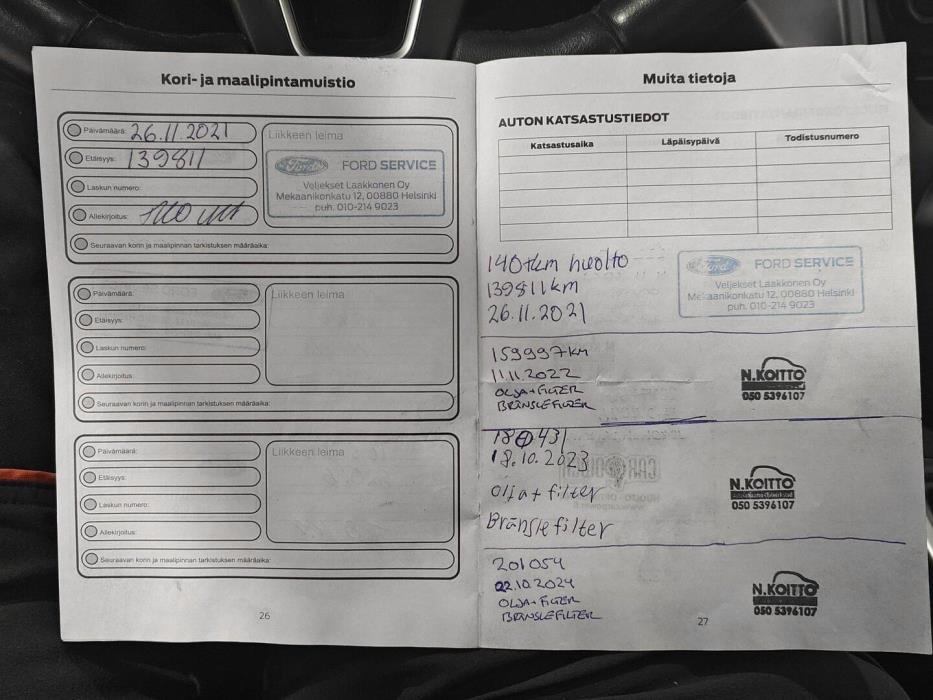 Kori- ja maalipintamuistio
Päivämäärä: 26.11.2021
Etäisyys: 139811
Laskun numero:
Allekirjoitus:
Liikkeen leima
Ford FORD SERVICE
Veljekset Laakkonen Oy
Mekaanikonkatu 12, 00880 Helsinki
puh. 010-214 9023
Seuraavan korin ja maalipinnan tarkistuksen määräaika:
Päivämäärä:
Etäisyys:
Laskun numero:
Allekirjoitus:
Liikkeen leima
Seuraavan korin ja maalipinnan tarkistuksen määräaika:
Päivämäärä:
Etäisyys:
Laskun numero:
Allekirjoitus:
Liikkeen leima
Seuraavan korin ja maalipinnan tarkistuksen määräaika:
26
Muita tietoja
AUTON KATSASTUSTIEDOT
Katsastusaika Läpäisypäivä Todistusnumero
140tkm huolto
139811km
26.11.2021
Ford FORD SERVICE
Veljekset Laakkonen Oy
Mekaanikonkatu 12, 00880 Helsinki
puh. 010-214 9023
159997km
11.11.2022
OLJA+FILTER
BRÄNSLEFILTER
N.KOITTO
050 5396107
180431
18.10.2023
olja + filter
Bränslefilter
N.KOITTO
050 5396107
201054
22.10.2024
OLJA+FILTER
BRÄNSLEFILTER
N.KOITTO
050 5396107
27